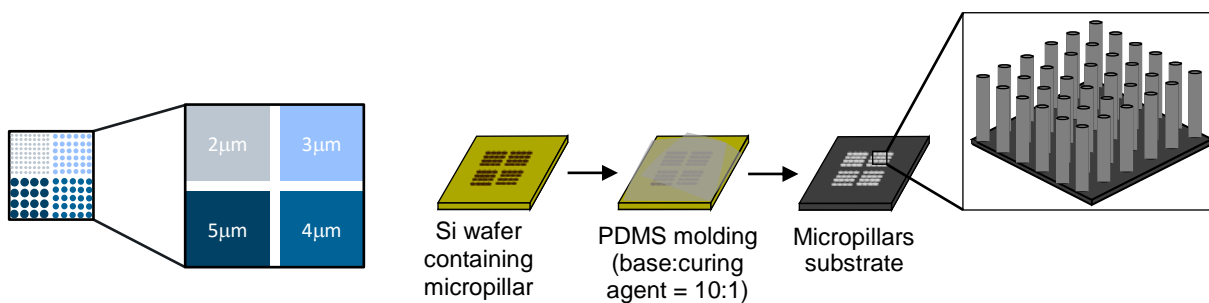 2μm
3μm
5μm
4μm
Si wafer
containing
micropillar
PDMS molding
(base:curing
agent = 10:1)
Micropillars
substrate